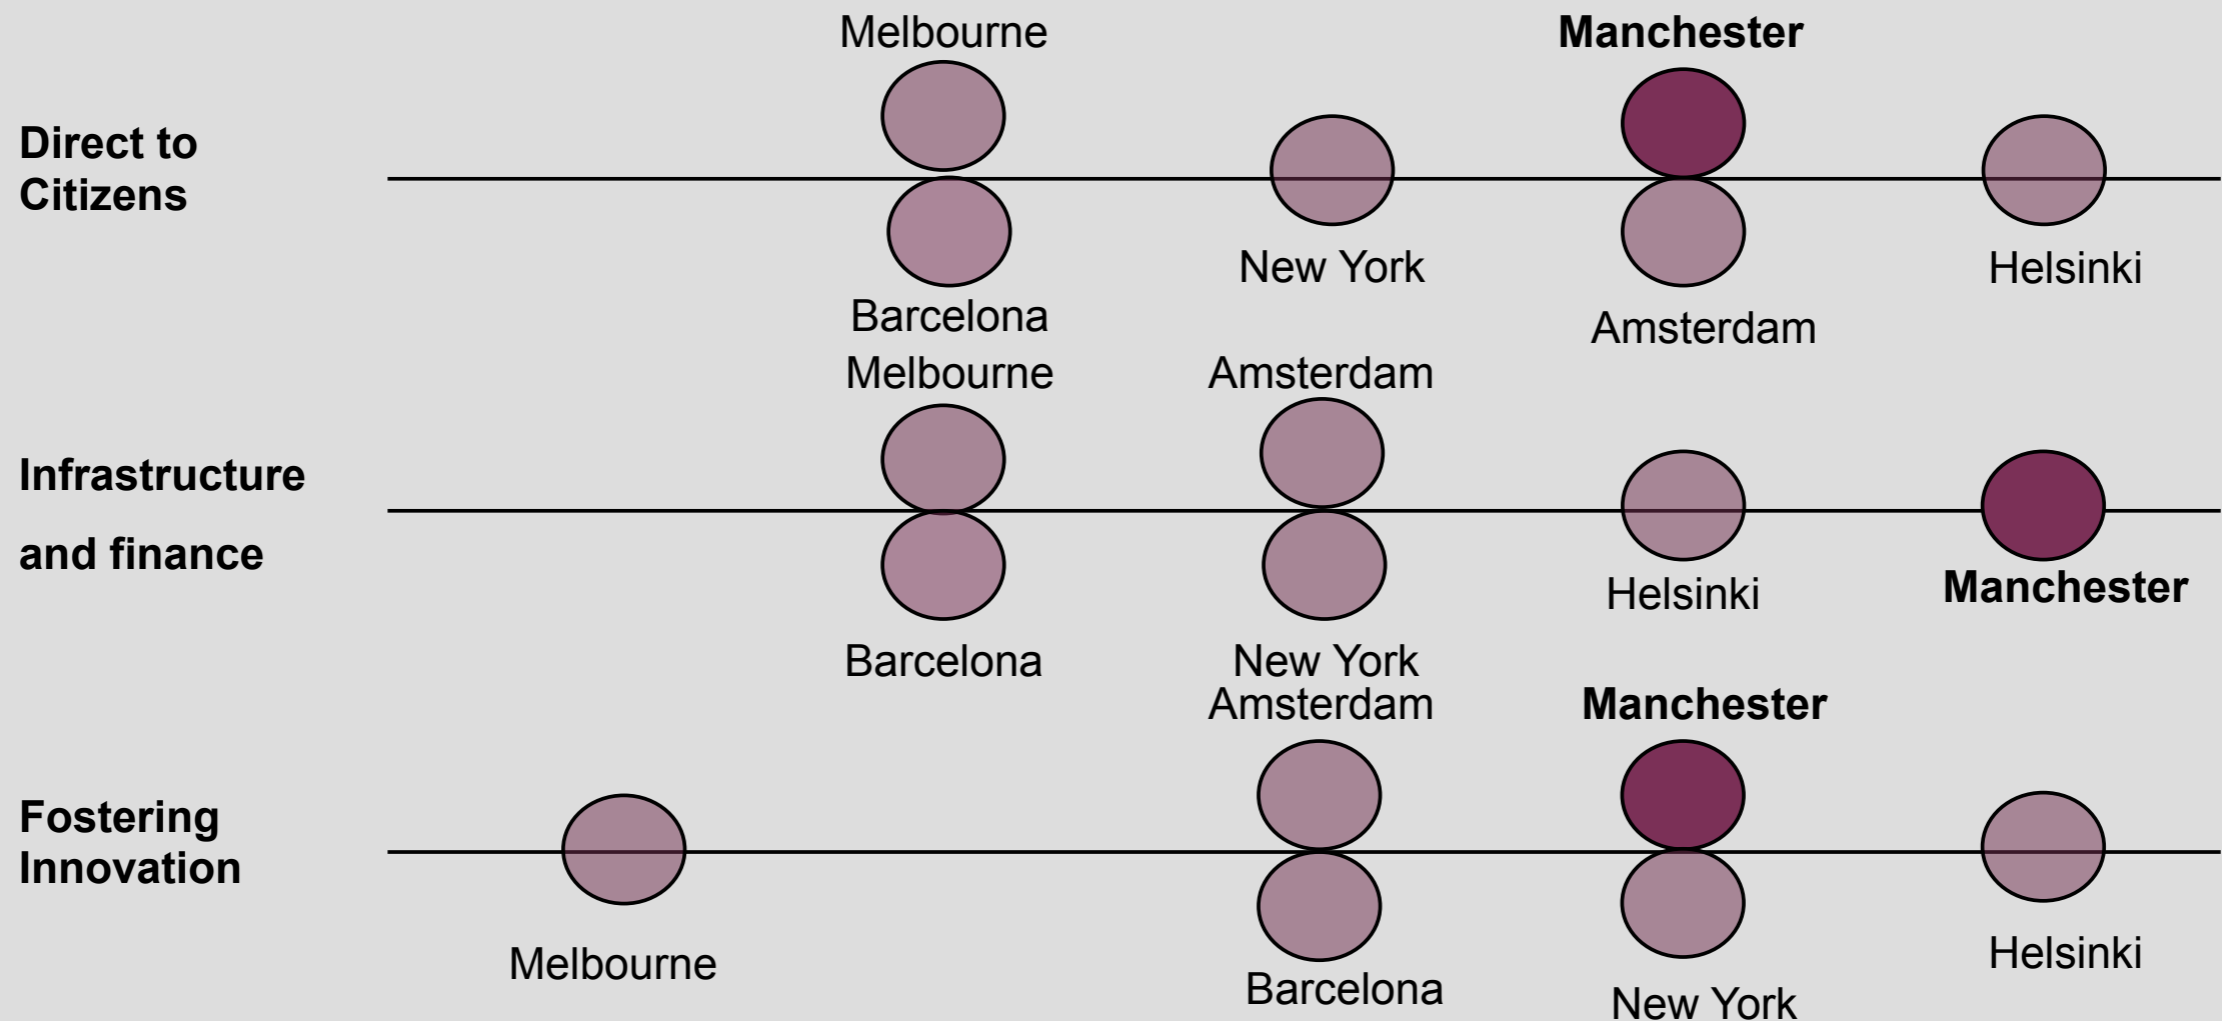 Melbourne
Manchester
Direct to
Citizens
New York
Helsinki
Barcelona
Amsterdam
Melbourne
Amsterdam
Infrastructure
and finance
Helsinki
Manchester
Barcelona
New York
Amsterdam
Manchester
Fostering
Innovation
Melbourne
Helsinki
Barcelona
New York